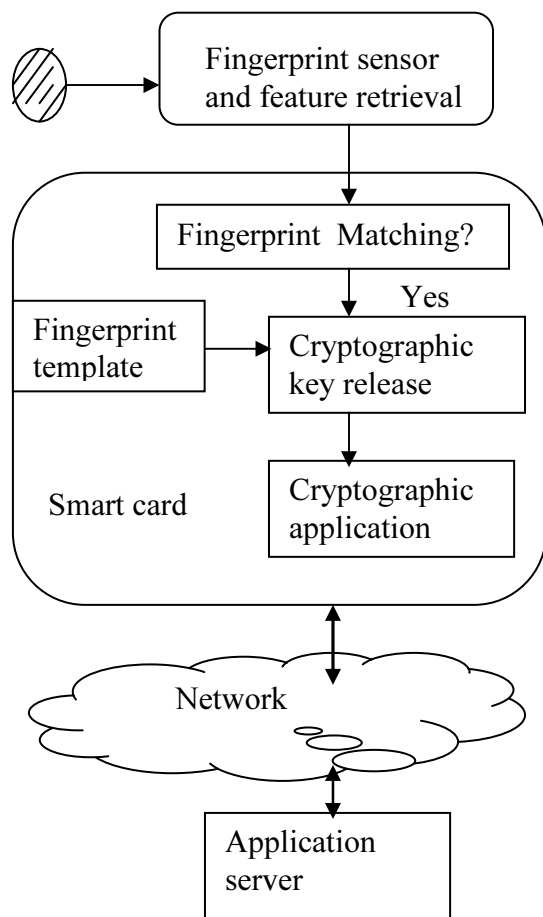 Fingerprint sensor
and feature retrieval
Fingerprint Matching?
Yes
Fingerprint
template
Cryptographic
key release
Smart card
Cryptographic
application
Network
Application
server